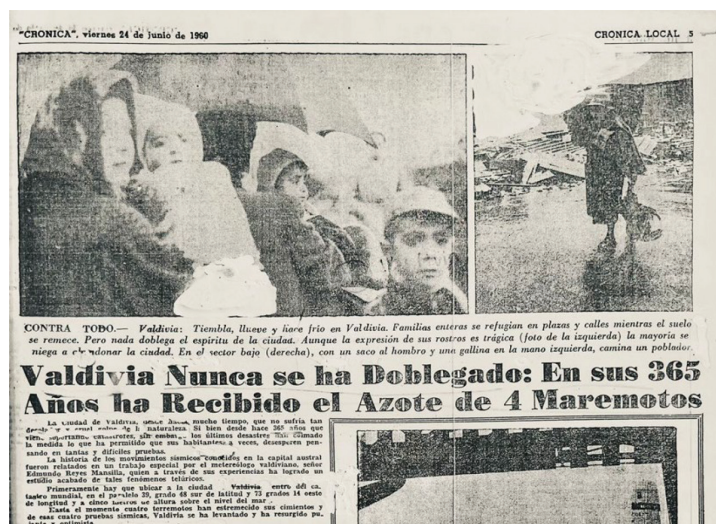 "CRONICA", viernes 24 de junio de 1960
CRONICA LOCAL 5
CONTRA TODO.— Valdivia: Tiembla, llueve y hace frío en Valdivia. Familias enteras se refugian en plazas y calles mientras el suelo
se remece. Pero nada doblega el espíritu de la ciudad. Aunque la expresión de sus rostros es trágica (foto de la izquierda) la mayoría se
niega a abandonar la ciudad. En el sector bajo (derecha), con un saco al hombro y una gallina en la mano izquierda, camina un poblador.
Valdivia Nunca se ha Doblegado: En sus 365
Años ha Recibido el Azote de 4 Maremotos
La ciudad de Valdivia, desde hacía mucho tiempo, que no sufría tan
naturaleza. Si bien desde hace 365 años que
sin los últimos desastres han colmado
la medida lo que ha permitido que sus habitantes a veces, desesperen pen-
sando en tantas y difíciles pruebas.
La historia de los movimientos sísmicos conocidos en la capital austral
fueron relatados en un trabajo especial por el metereólogo valdiviano, señor
Edmundo Reyes Mansilla, quien a través de sus experiencias ha logrado un
estudio acabado de tales fenómenos telúricos.
Primeramente hay que ubicar a la ciudad Valdivia entro del ca.
tastro mundial, en el paralelo 39, grado 48 sur de latitud y 73 grados 14 oeste
de longitud y a cinco metros de altura sobre el nivel del mar.
Hasta el momento cuatro terremotos han estremecido sus cimientos y
de esas cuatro pruebas sísmicas, Valdivia se ha levantado y ha resurgido pu.